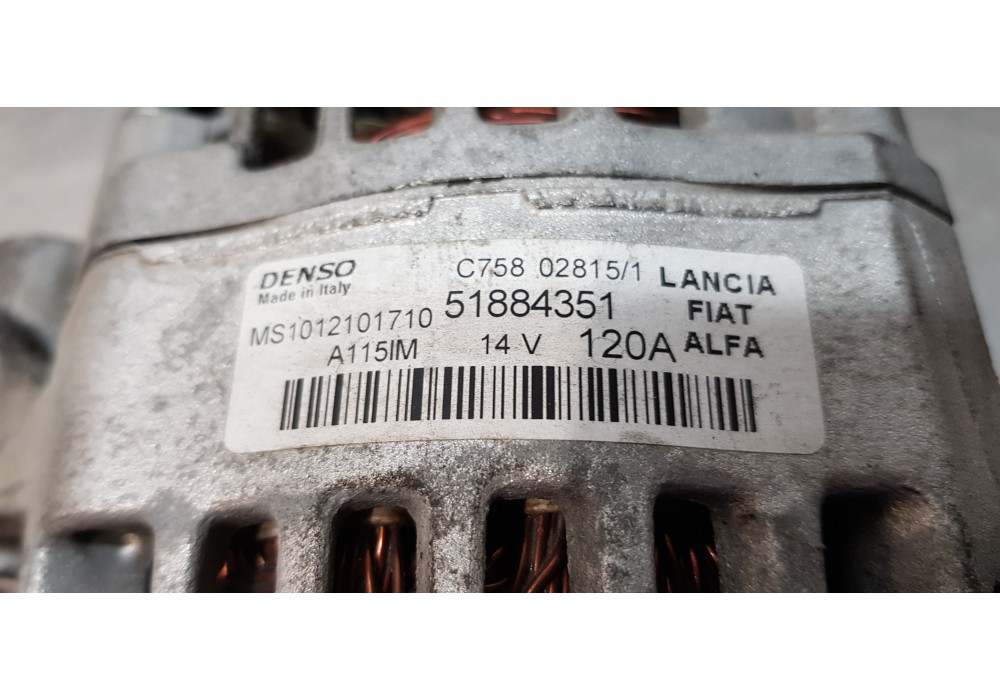 DENSO
Made in Italy
C758 02815/1
LANCIA
MS1012101710
51884351
FIAT
A115IM
14 V
120A
ALFA